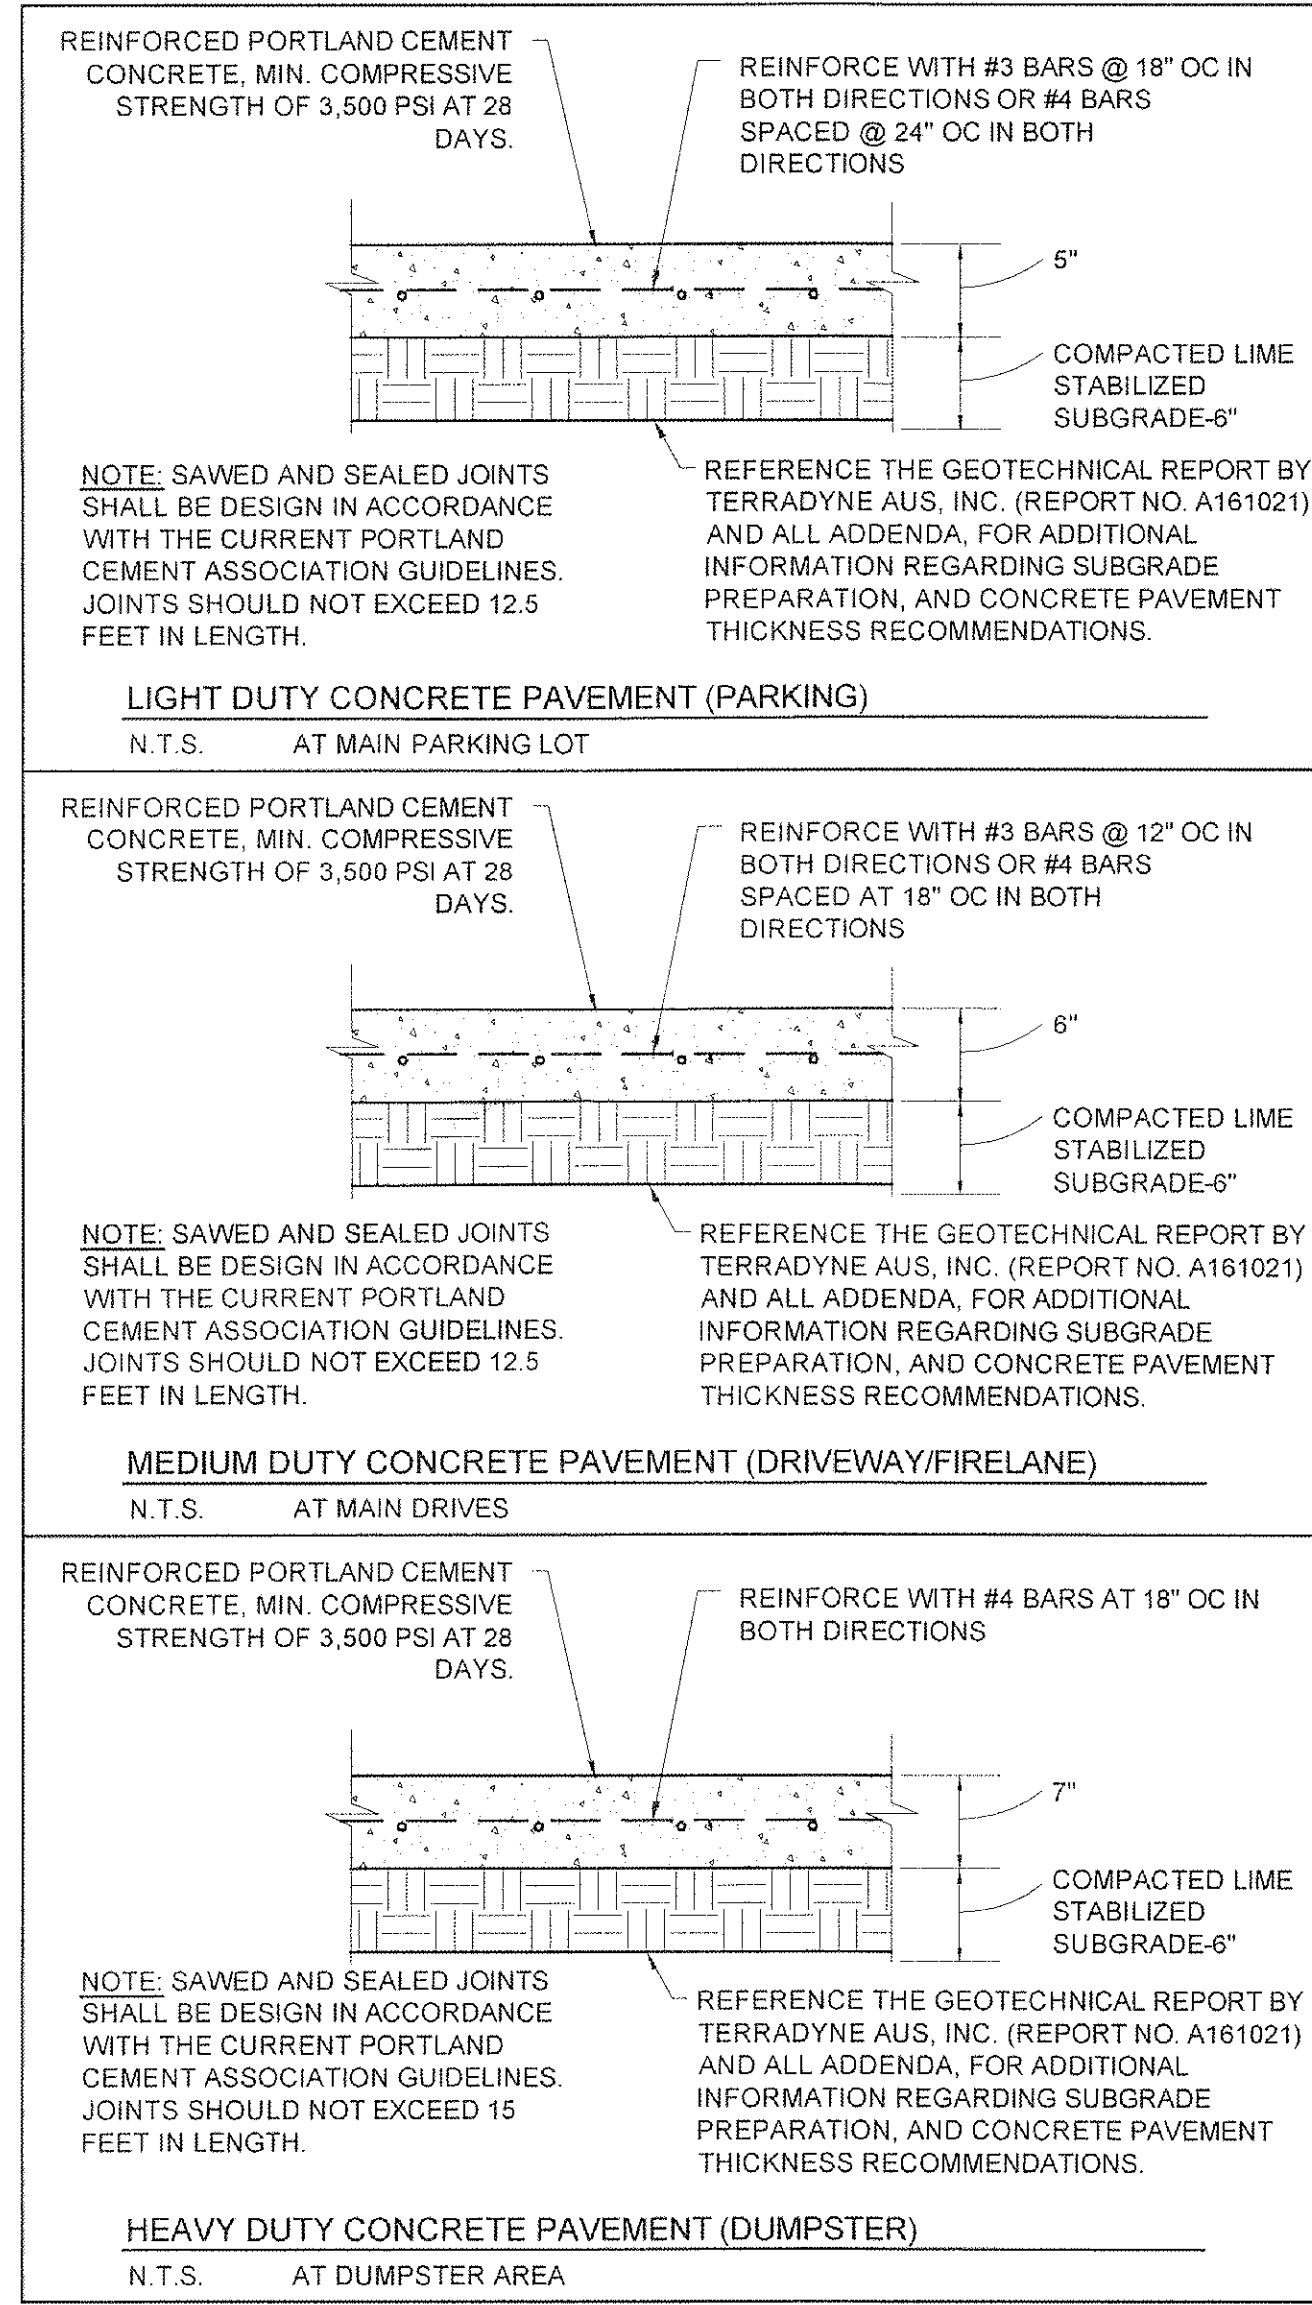 REINFORCED PORTLAND CEMENT
CONCRETE, MIN. COMPRESSIVE
STRENGTH OF 3,500 PSI AT 28
DAYS.
REINFORCE WITH #3 BARS @ 18" OC IN
BOTH DIRECTIONS OR #4 BARS
SPACED @ 24" OC IN BOTH
DIRECTIONS
5"
COMPACTED LIME
STABILIZED
SUBGRADE-6"
NOTE: SAWED AND SEALED JOINTS
SHALL BE DESIGN IN ACCORDANCE
WITH THE CURRENT PORTLAND
CEMENT ASSOCIATION GUIDELINES.
JOINTS SHOULD NOT EXCEED 12.5
FEET IN LENGTH.
REFERENCE THE GEOTECHNICAL REPORT BY
TERRADYNE AUS, INC. (REPORT NO. A161021)
AND ALL ADDENDA, FOR ADDITIONAL
INFORMATION REGARDING SUBGRADE
PREPARATION, AND CONCRETE PAVEMENT
THICKNESS RECOMMENDATIONS.
LIGHT DUTY CONCRETE PAVEMENT (PARKING)
N.T.S. AT MAIN PARKING LOT
REINFORCED PORTLAND CEMENT
CONCRETE, MIN. COMPRESSIVE
STRENGTH OF 3,500 PSI AT 28
DAYS.
REINFORCE WITH #3 BARS @ 12" OC IN
BOTH DIRECTIONS OR #4 BARS
SPACED AT 18" OC IN BOTH
DIRECTIONS
6"
COMPACTED LIME
STABILIZED
SUBGRADE-6"
NOTE: SAWED AND SEALED JOINTS
SHALL BE DESIGN IN ACCORDANCE
WITH THE CURRENT PORTLAND
CEMENT ASSOCIATION GUIDELINES.
JOINTS SHOULD NOT EXCEED 12.5
FEET IN LENGTH.
REFERENCE THE GEOTECHNICAL REPORT BY
TERRADYNE AUS, INC. (REPORT NO. A161021)
AND ALL ADDENDA, FOR ADDITIONAL
INFORMATION REGARDING SUBGRADE
PREPARATION, AND CONCRETE PAVEMENT
THICKNESS RECOMMENDATIONS.
MEDIUM DUTY CONCRETE PAVEMENT (DRIVEWAY/FIRELANE)
N.T.S. AT MAIN DRIVES
REINFORCED PORTLAND CEMENT
CONCRETE, MIN. COMPRESSIVE
STRENGTH OF 3,500 PSI AT 28
DAYS.
REINFORCE WITH #4 BARS AT 18" OC IN
BOTH DIRECTIONS
7"
COMPACTED LIME
STABILIZED
SUBGRADE-6"
NOTE: SAWED AND SEALED JOINTS
SHALL BE DESIGN IN ACCORDANCE
WITH THE CURRENT PORTLAND
CEMENT ASSOCIATION GUIDELINES.
JOINTS SHOULD NOT EXCEED 15
FEET IN LENGTH.
REFERENCE THE GEOTECHNICAL REPORT BY
TERRADYNE AUS, INC. (REPORT NO. A161021)
AND ALL ADDENDA, FOR ADDITIONAL
INFORMATION REGARDING SUBGRADE
PREPARATION, AND CONCRETE PAVEMENT
THICKNESS RECOMMENDATIONS.
HEAVY DUTY CONCRETE PAVEMENT (DUMPSTER)
N.T.S. AT DUMPSTER AREA